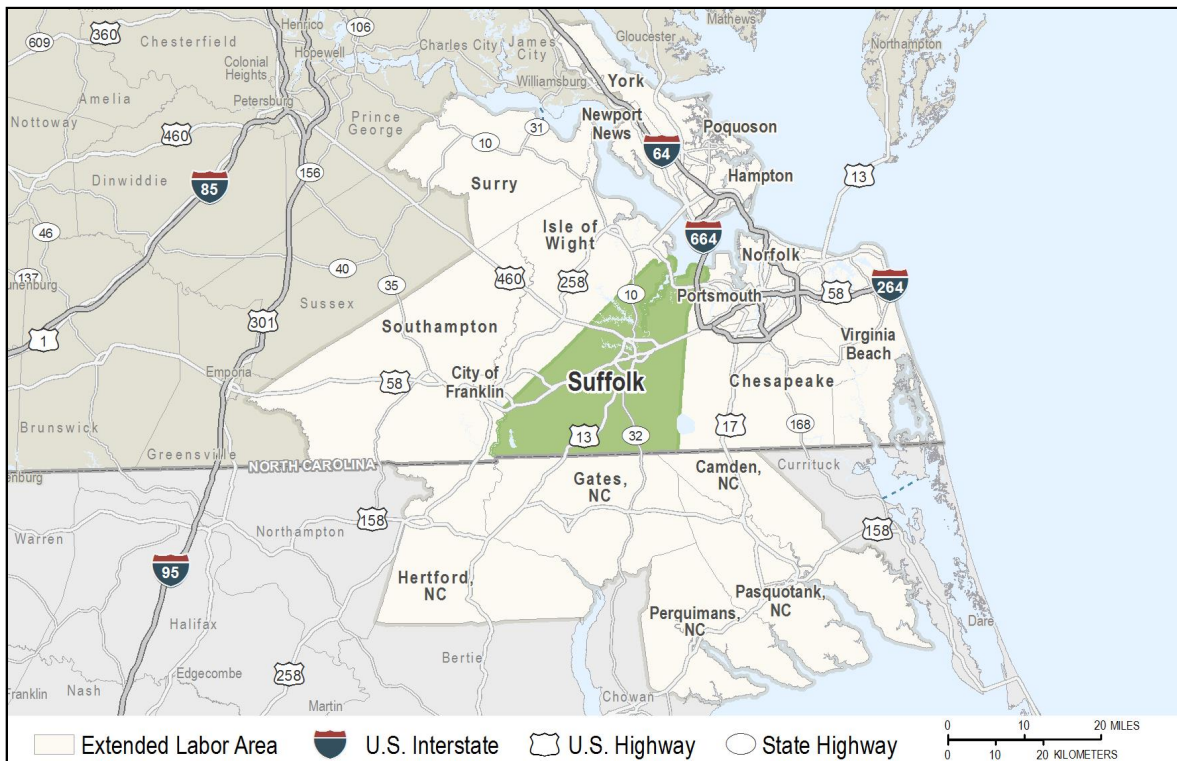 360
106
Mathews
Henrico
609
Chesterfield
Hopewell
Charles City
James
City
Gloucester
Northampton
Colonial
Heights
Williamsburg
York
Amelia
Petersburg
Prince
George
Newport
News
Nottoway
460
31
10
Poquoson
64
Dinwiddie
85
156
Surry
Hampton
13
46
Isle of
Wight
664
Norfolk
137
40
35
460
258
10
Portsmouth
58
264
Sussex
301
Southampton
1
Virginia
Beach
Emporia
58
City of
Franklin
Suffolk
Chesapeake
Brunswick
13
32
17
168
Greensville
NORTH CAROLINA
Gates,
NC
Camden,
NC
Currituck
Northampton
158
158
Warren
95
Hertford,
NC
Pasquotank,
NC
Perquimans,
NC
Halifax
Dare
Bertie
Edgecombe
258
Franklin
Nash
Martin
Chowan
Extended Labor Area
U.S. Interstate
U.S. Highway
State Highway
0 10 20 MILES
0 10 20 KILOMETERS